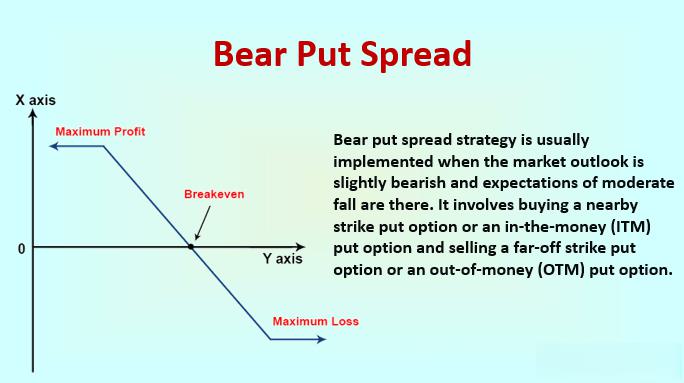 Bear Put Spread
X axis
Maximum Profit
Breakeven
0
Y axis
Maximum Loss
Bear put spread strategy is usually
implemented when the market outlook is
slightly bearish and expectations of moderate
fall are there. It involves buying a nearby
strike put option or an in-the-money (ITM)
put option and selling a far-off strike put
option or an out-of-money (OTM) put option.